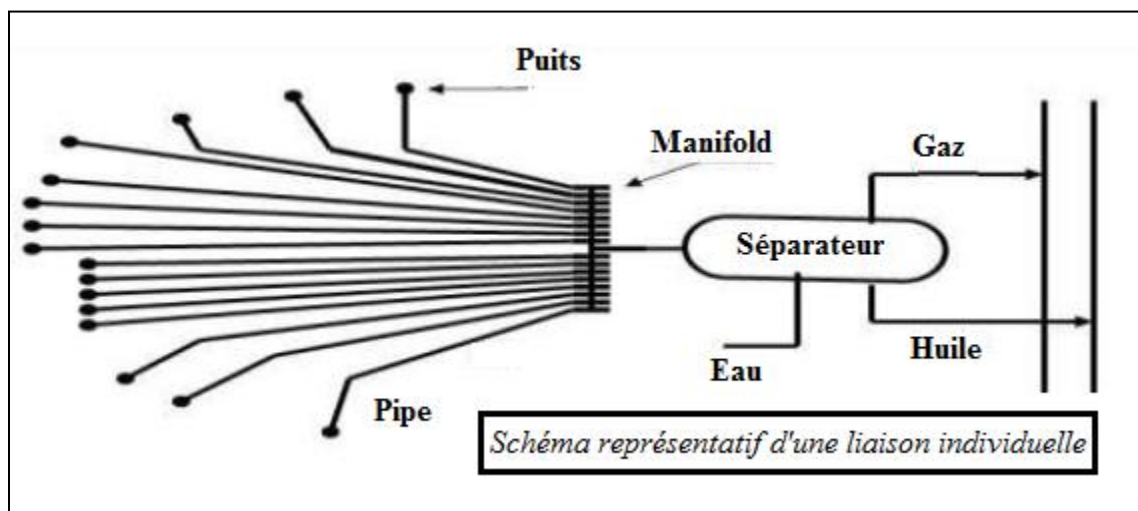 Puits
Manifold
Gaz
Séparateur
Eau
Huile
Pipe
Schéma représentatif d'une liaison individuelle